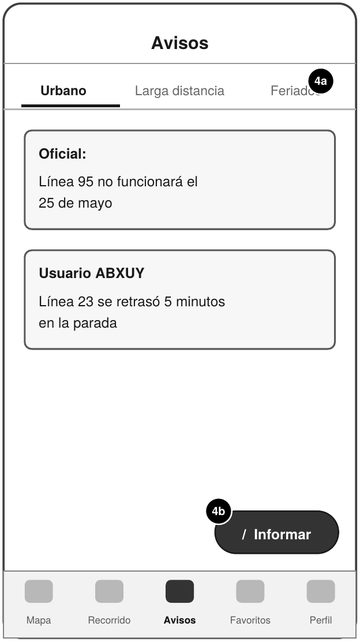 Avisos
Urbano
Larga distancia
4a
Oficial:
Línea 95 no funcionará el
25 de mayo
Usuario ABXUY
Línea 23 se retrasó 5 minutos
en la parada
4b
/ Informar
Mapa
Recorrido
Avisos
Favoritos
Perfil